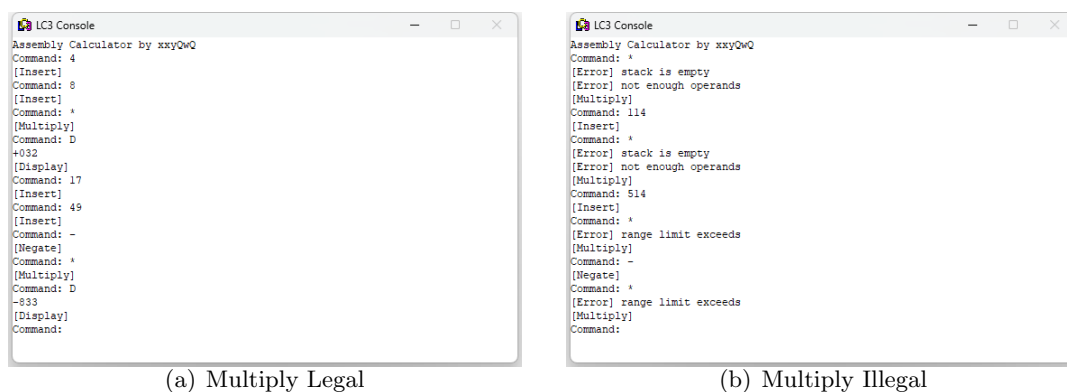 LC3 Console
Assembly Calculator by xxyQwQ
Command: 4
[Insert]
Command: 8
[Insert]
Command: *
[Multiply]
Command: D
+032
[Display]
Command: 17
[Insert]
Command: 49
[Insert]
Command: -
[Negate]
Command: *
[Multiply]
Command: D
-833
[Display]
Command:
(a) Multiply Legal
LC3 Console
Assembly Calculator by xxyQwQ
Command: *
[Error] stack is empty
[Error] not enough operands
[Multiply]
Command: 114
[Insert]
Command: *
[Error] stack is empty
[Error] not enough operands
[Multiply]
Command: 514
[Insert]
Command: *
[Error] range limit exceeds
[Multiply]
Command: -
[Negate]
Command: *
[Error] range limit exceeds
[Multiply]
Command:
(b) Multiply Illegal